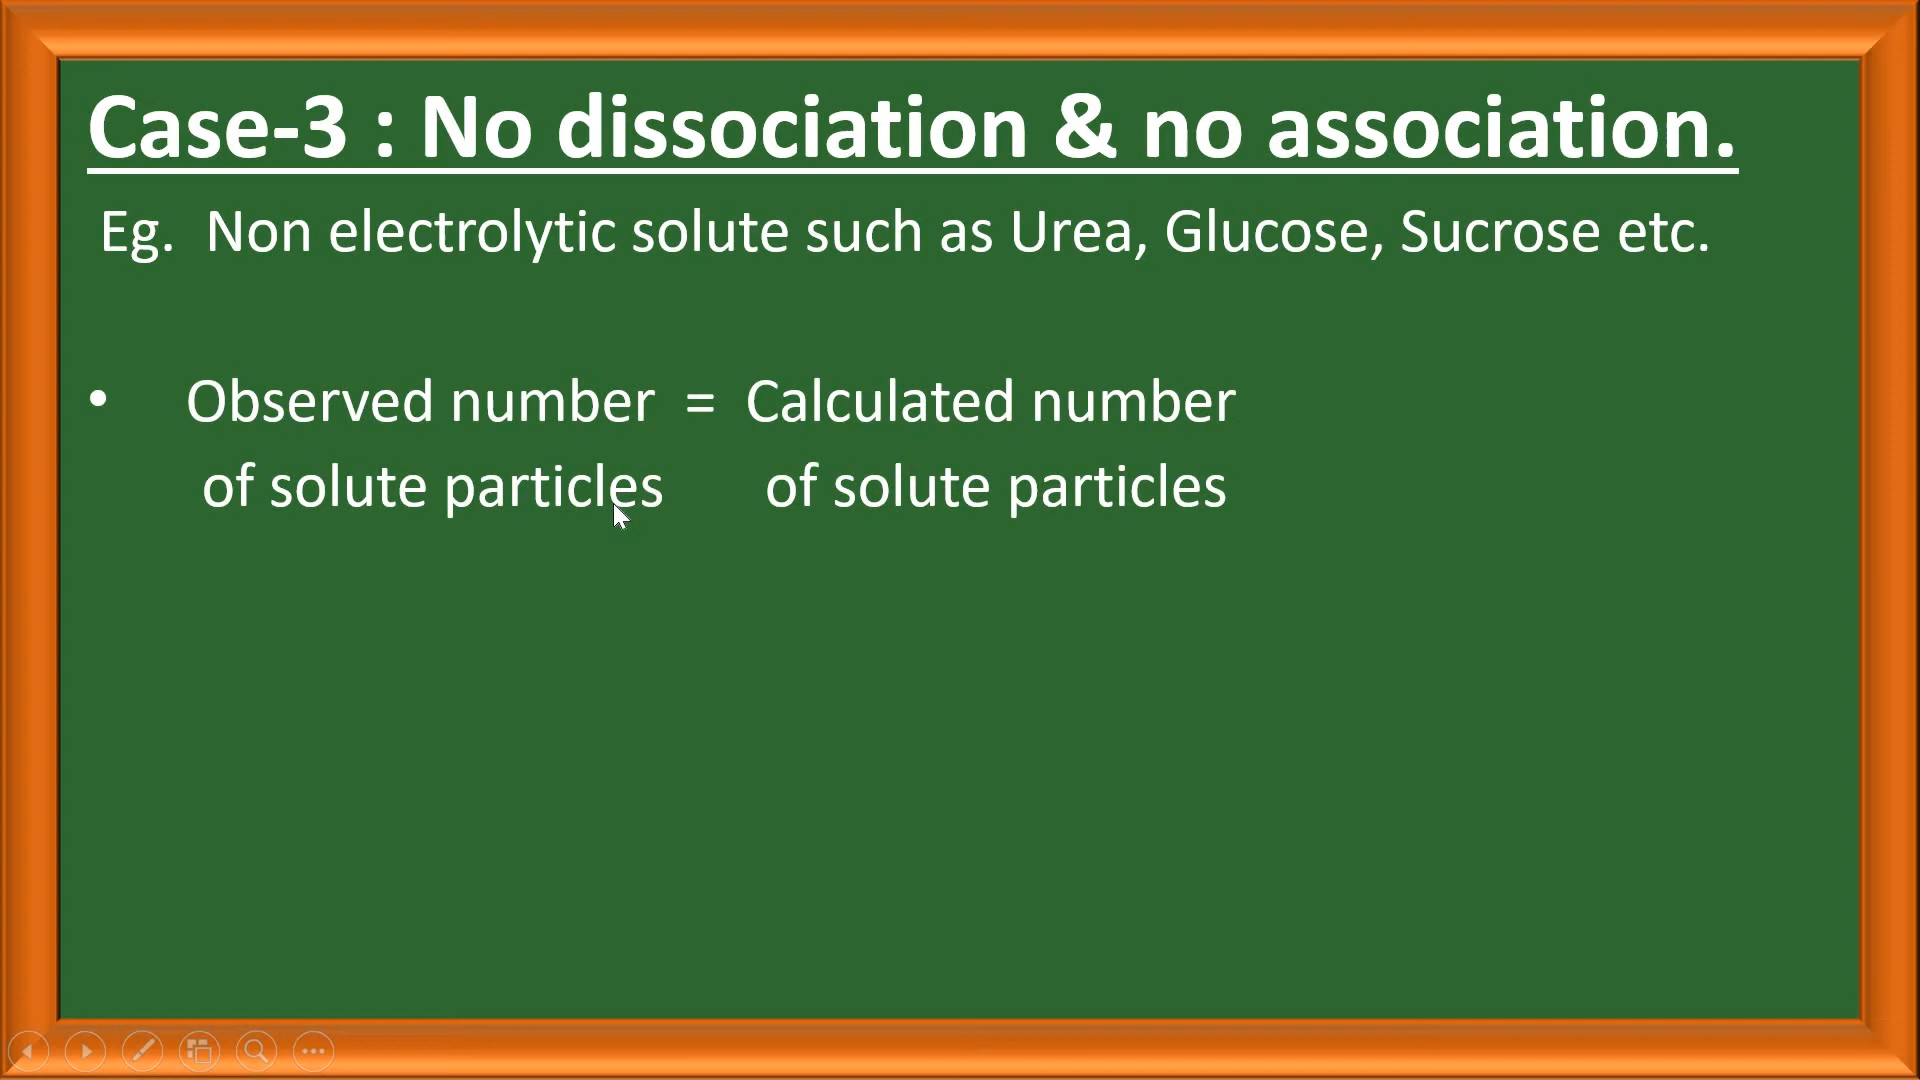 Case-3 : No dissociation & no association.
Eg. Non electrolytic solute such as Urea, Glucose, Sucrose etc.
• Observed number = Calculated number
of solute particles of solute particles